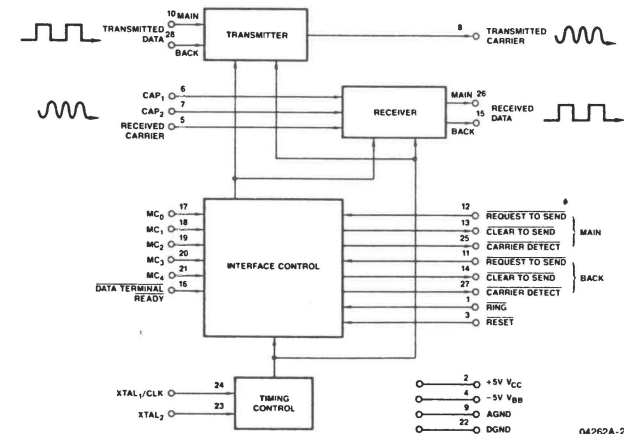 10 MAIN
TRANSMITTED DATA
28
BACK
TRANSMITTER
8
TRANSMITTED CARRIER
CAP1
6
CAP2
7
RECEIVED CARRIER
5
RECEIVER
MAIN 26
15
BACK
RECEIVED DATA
MC0
17
MC1
18
MC2
19
MC3
20
MC4
21
DATA TERMINAL READY
16
INTERFACE CONTROL
12
REQUEST TO SEND
13
CLEAR TO SEND
25
CARRIER DETECT
MAIN
11
REQUEST TO SEND
14
CLEAR TO SEND
27
CARRIER DETECT
BACK
1
RING
3
RESET
XTAL1/CLK
24
XTAL2
23
TIMING CONTROL
2
+5V VCC
4
-5V VBB
9
AGND
22
DGND
04262A-2